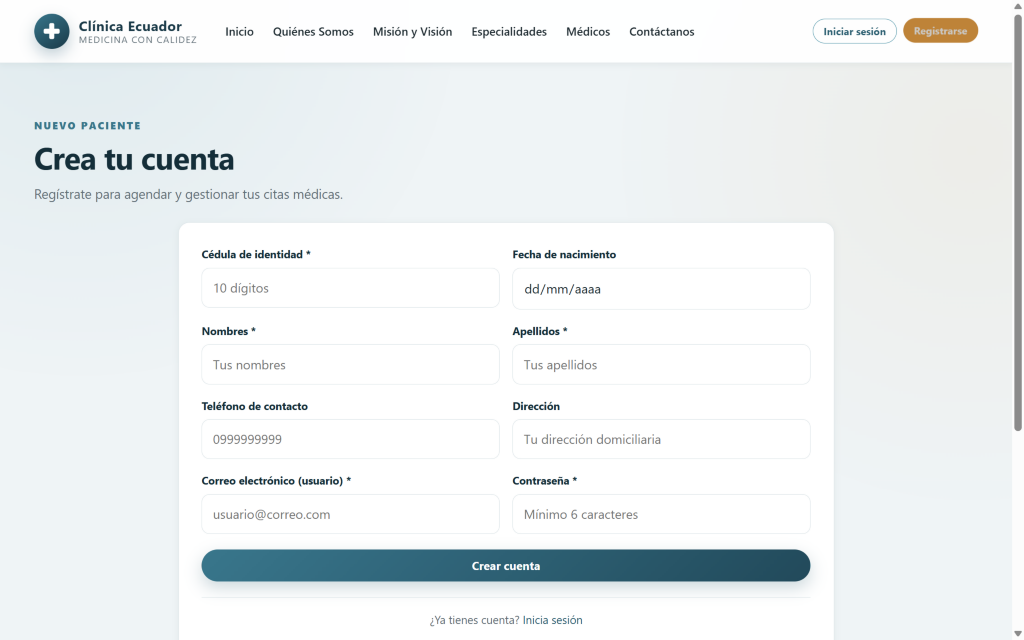 Clínica Ecuador
MEDICINA CON CALIDEZ
Inicio
Quiénes Somos
Misión y Visión
Especialidades
Médicos
Contáctanos
Iniciar sesión
Registrarse
NUEVO PACIENTE
Crea tu cuenta
Regístrate para agendar y gestionar tus citas médicas.
Cédula de identidad *
Fecha de nacimiento
10 dígitos
dd/mm/aaaa
Nombres *
Apellidos *
Tus nombres
Tus apellidos
Teléfono de contacto
Dirección
0999999999
Tu dirección domiciliaria
Correo electrónico (usuario) *
Contraseña *
usuario@correo.com
Mínimo 6 caracteres
Crear cuenta
¿Ya tienes cuenta? Inicia sesión